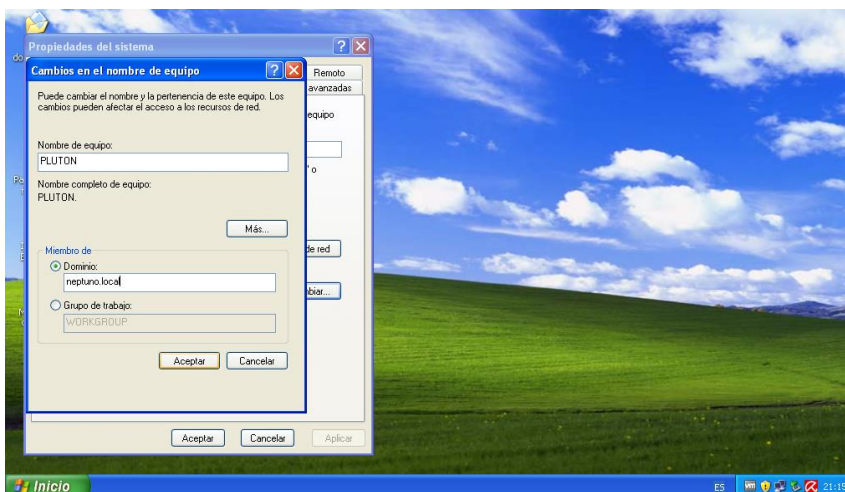 Propiedades del sistema
Cambios en el nombre de equipo
Remoto
avanzadas
Puede cambiar el nombre y la pertenencia de este equipo. Los
cambios pueden afectar el acceso a los recursos de red.
equipo
Nombre de equipo:
PLUTON
o
Nombre completo de equipo:
PLUTON.
Más...
Miembro de
de red
Dominio:
neptuno.local
biar...
Grupo de trabajo:
WORKGROUP
Aceptar Cancelar
Aceptar Cancelar Aplicar
Inicio
ES
21:15